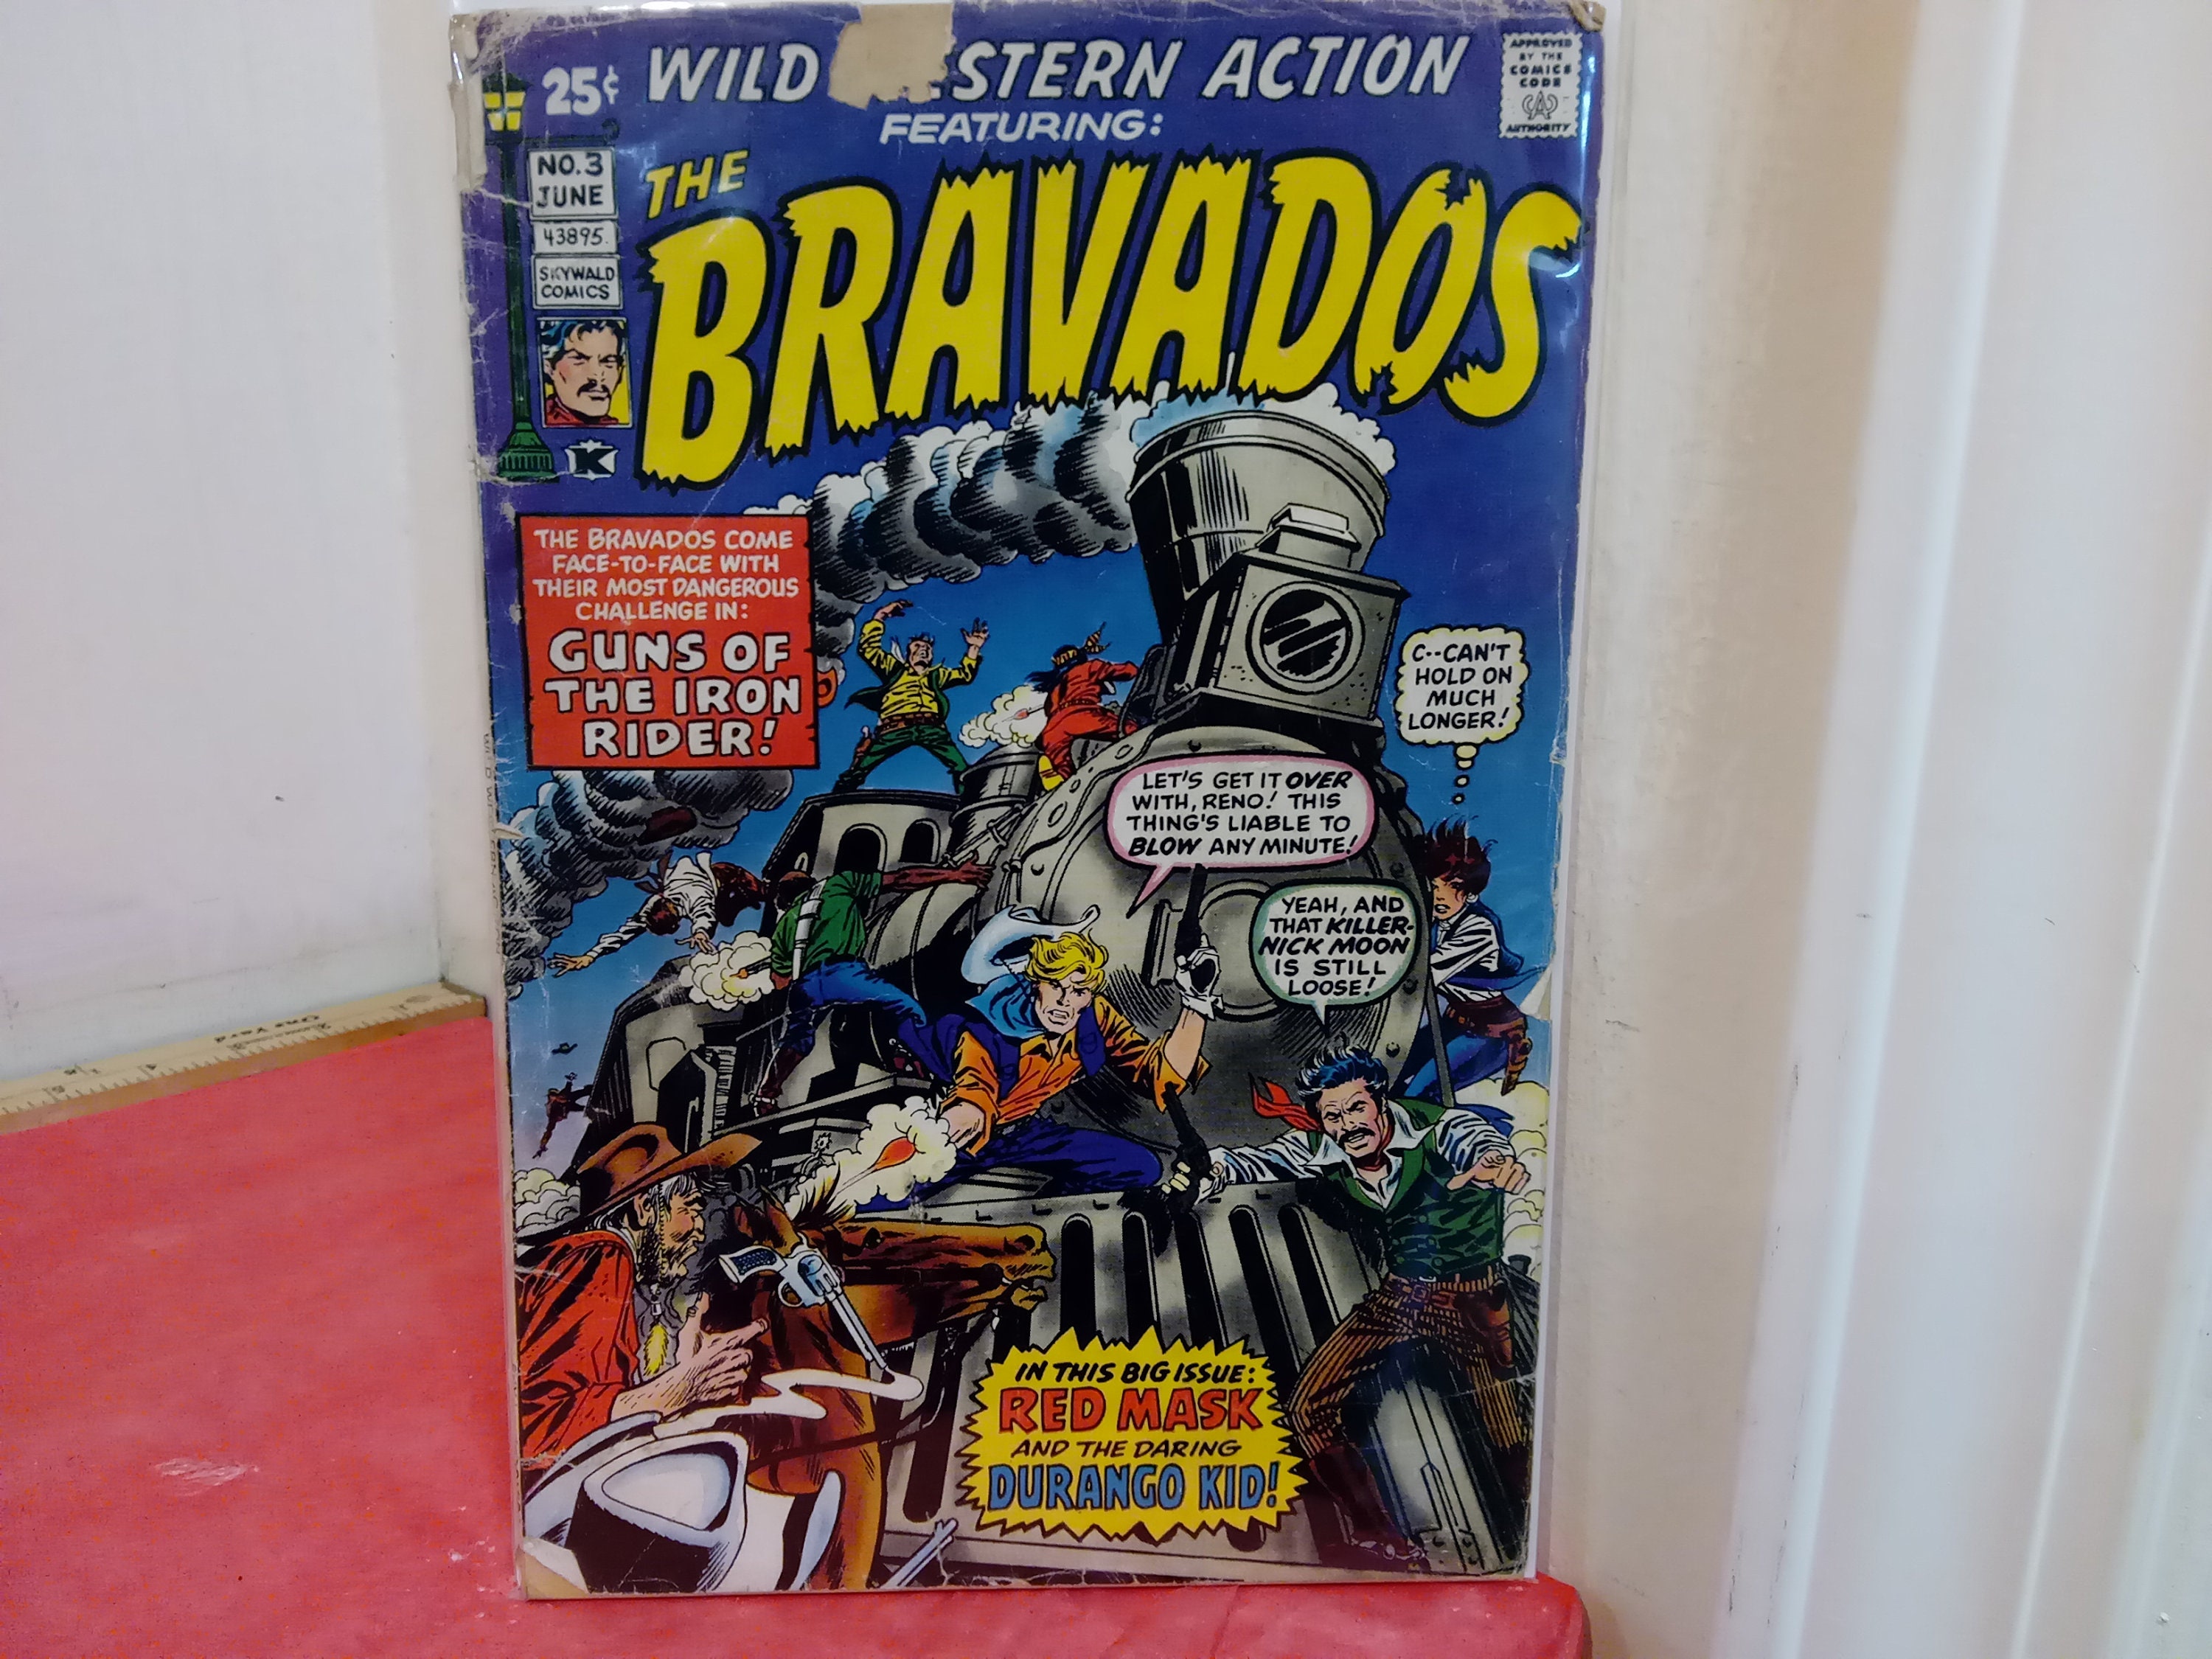 25¢ WILD STERN ACTION
FEATURING:
APPROVED
BY THE
COMICS
CODE
CA
AUTHORITY
NO. 3
JUNE
43895.
SKYWALD
COMICS
K
THE
BRAVADOS
THE BRAVADOS COME
FACE-TO-FACE WITH
THEIR MOST DANGEROUS
CHALLENGE IN:
GUNS OF
THE IRON
RIDER!
C--CAN'T
HOLD ON
MUCH
LONGER!
LET'S GET IT OVER
WITH, RENO! THIS
THING'S LIABLE TO
BLOW ANY MINUTE!
YEAH, AND
THAT KILLER-
NICK MOON
IS STILL
LOOSE!
IN THIS BIG ISSUE:
RED MASK
AND THE DARING
DURANGO KID!
One Yard